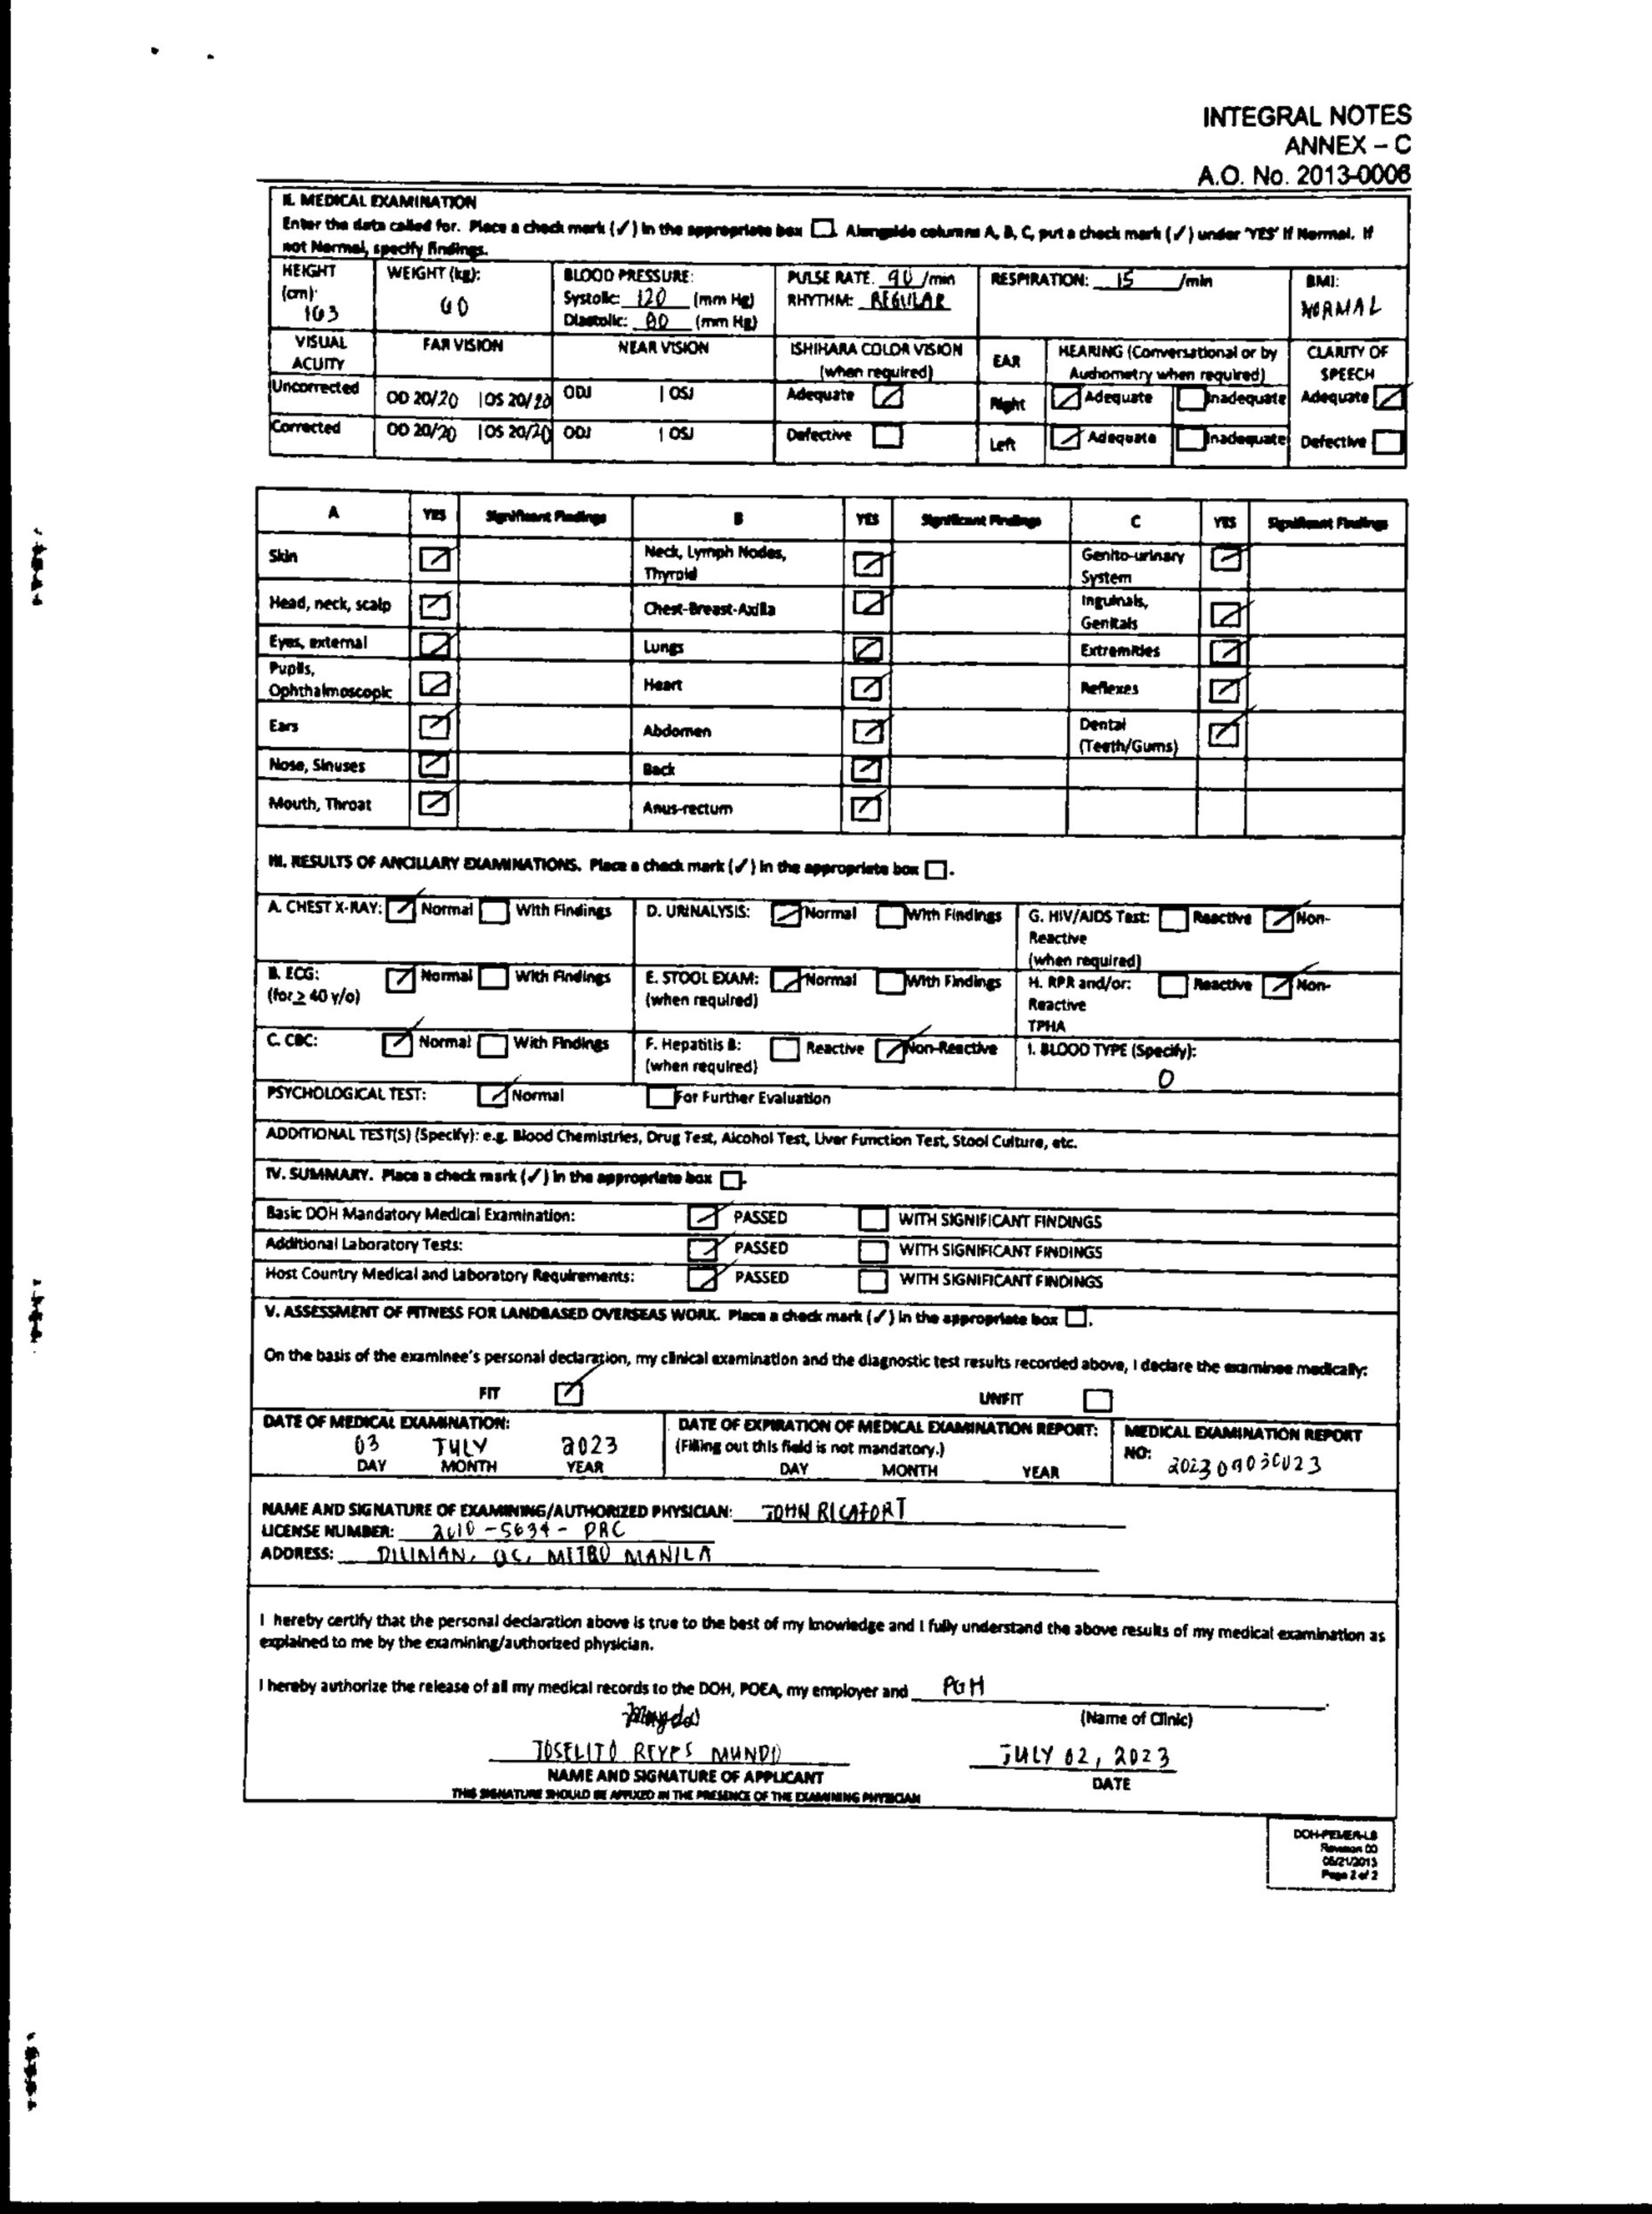 INTEGRAL NOTES
ANNEX – C
A.O. No. 2013-0006
II. MEDICAL EXAMINATION
Enter the data called for. Place a check mark (✓) in the appropriate box ☐. Alongside columns A, B, C, put a check mark (✓) under 'YES' if Normal. If
not Normal, specify findings.
HEIGHT (cm): 163
WEIGHT (kg): 60
BLOOD PRESSURE:
Systolic: 120 (mm Hg)
Diastolic: 80 (mm Hg)
PULSE RATE. 90 /min
RHYTHM: REGULAR
RESPIRATION: 15 /min
BMI: NORMAL
VISUAL ACUITY
FAR VISION
NEAR VISION
ISHIHARA COLOR VISION (when required)
EAR
HEARING (Conversational or by Audiometry when required)
CLARITY OF SPEECH
Uncorrected OD 20/20 | OS 20/20 ODJ | OSJ Adequate ☑ Right ☑ Adequate ☐ Inadequate Adequate ☑
Corrected OD 20/20 | OS 20/20 ODJ | OSJ Defective ☐ Left ☑ Adequate ☐ Inadequate Defective ☐
A YES Significant Findings B YES Significant Findings C YES Significant Findings
Skin ☑ Neck, Lymph Nodes, Thyroid ☑ Genito-urinary System ☑
Head, neck, scalp ☑ Chest-Breast-Axilla ☑ Inguinals, Genitals ☑
Eyes, external ☑ Lungs ☑ Extremities ☑
Pupils, Ophthalmoscopic ☑ Heart ☑ Reflexes ☑
Ears ☑ Abdomen ☑ Dental (Teeth/Gums) ☑
Nose, Sinuses ☑ Back ☑
Mouth, Throat ☑ Anus-rectum ☑
III. RESULTS OF ANCILLARY EXAMINATIONS. Place a check mark (✓) in the appropriate box ☐.
A. CHEST X-RAY: ☑ Normal ☐ With Findings D. URINALYSIS: ☑ Normal ☐ With Findings G. HIV/AIDS Test: ☐ Reactive ☑ Non-
Reactive
(when required)
B. ECG: ☑ Normal ☐ With Findings E. STOOL EXAM: ☑ Normal ☐ With Findings H. RPR and/or: ☐ Reactive ☑ Non-
(for ≥ 40 y/o) (when required) Reactive
TPHA
C. CBC: ☑ Normal ☐ With Findings F. Hepatitis B: ☐ Reactive ☑ Non-Reactive I. BLOOD TYPE (Specify):
(when required) O
PSYCHOLOGICAL TEST: ☑ Normal ☐ For Further Evaluation
ADDITIONAL TEST(S) (Specify): e.g. Blood Chemistries, Drug Test, Alcohol Test, Liver Function Test, Stool Culture, etc.
IV. SUMMARY. Place a check mark (✓) in the appropriate box ☐.
Basic DOH Mandatory Medical Examination: ☑ PASSED ☐ WITH SIGNIFICANT FINDINGS
Additional Laboratory Tests: ☑ PASSED ☐ WITH SIGNIFICANT FINDINGS
Host Country Medical and Laboratory Requirements: ☑ PASSED ☐ WITH SIGNIFICANT FINDINGS
V. ASSESSMENT OF FITNESS FOR LANDBASED OVERSEAS WORK. Place a check mark (✓) in the appropriate box ☐.
On the basis of the examinee's personal declaration, my clinical examination and the diagnostic test results recorded above, I declare the examinee medically:
FIT ☑ UNFIT ☐
DATE OF MEDICAL EXAMINATION:
03 JULY 2023
DAY MONTH YEAR
DATE OF EXPIRATION OF MEDICAL EXAMINATION REPORT:
(Filling out this field is not mandatory.)
DAY MONTH YEAR
MEDICAL EXAMINATION REPORT
NO:
NAME AND SIGNATURE OF EXAMINING/AUTHORIZED PHYSICIAN: JOHN RICAFORT
LICENSE NUMBER: 2010-5634- PRC
ADDRESS: DILIMAN, QC, METRO MANILA
I hereby certify that the personal declaration above is true to the best of my knowledge and I fully understand the above results of my medical examination as
explained to me by the examining/authorized physician.
I hereby authorize the release of all my medical records to the DOH, POEA, my employer and PGH
(Name of Clinic)
JOSELITO REYES MUNDO JULY 02, 2023
NAME AND SIGNATURE OF APPLICANT DATE
THIS SIGNATURE SHOULD BE AFFIXED IN THE PRESENCE OF THE EXAMINING PHYSICIAN
DOH-PEMER-LB
Revision 00
05/21/2013
Page 2 of 2